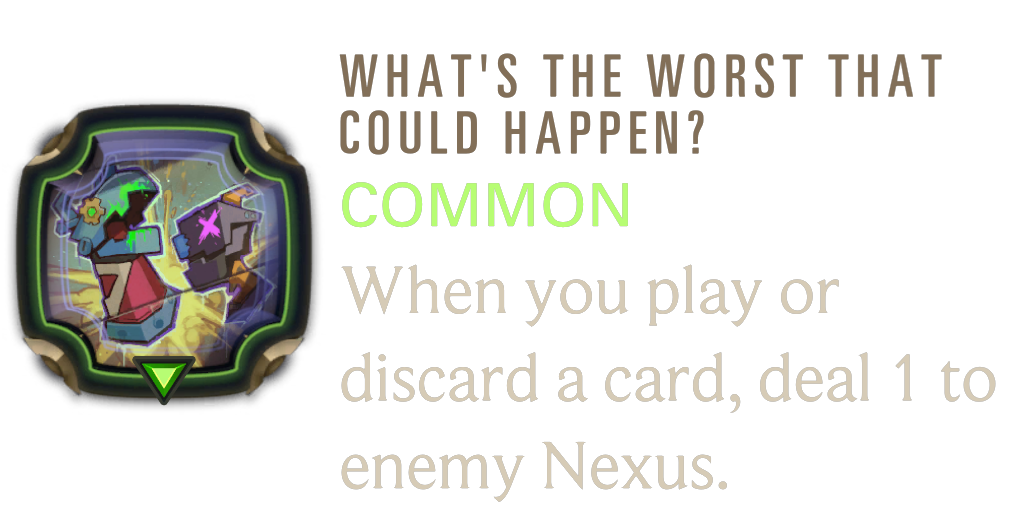 WHAT'S THE WORST THAT
COULD HAPPEN?
COMMON
When you play or
discard a card, deal 1 to
enemy Nexus.